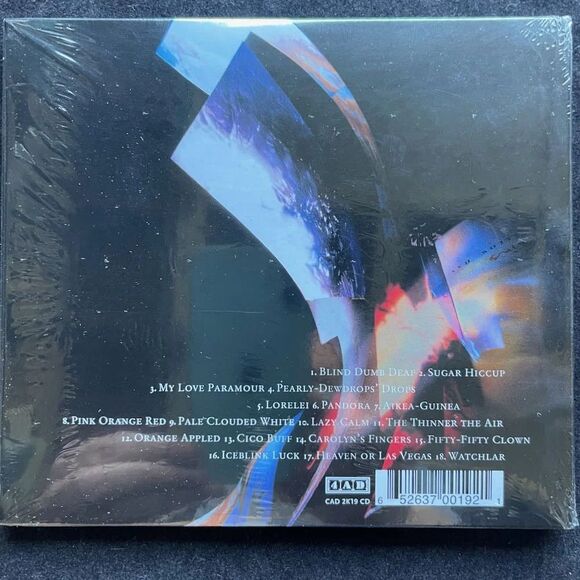 1. Blind Dumb Deaf 2. Sugar Hiccup
3. My Love Paramour 4. Pearly-Dewdrops' Drops
5. Lorelei 6. Pandora 7. Aikea-Guinea
8. Pink Orange Red 9. Pale Clouded White 10. Lazy Calm 11. The Thinner the Air
12. Orange Appled 13. Cico Buff 14. Carolyn's Fingers 15. Fifty-Fifty Clown
16. Iceblink Luck 17. Heaven or Las Vegas 18. Watchlar
4AD
CAD 2K19 CD
6 52637 00192 1